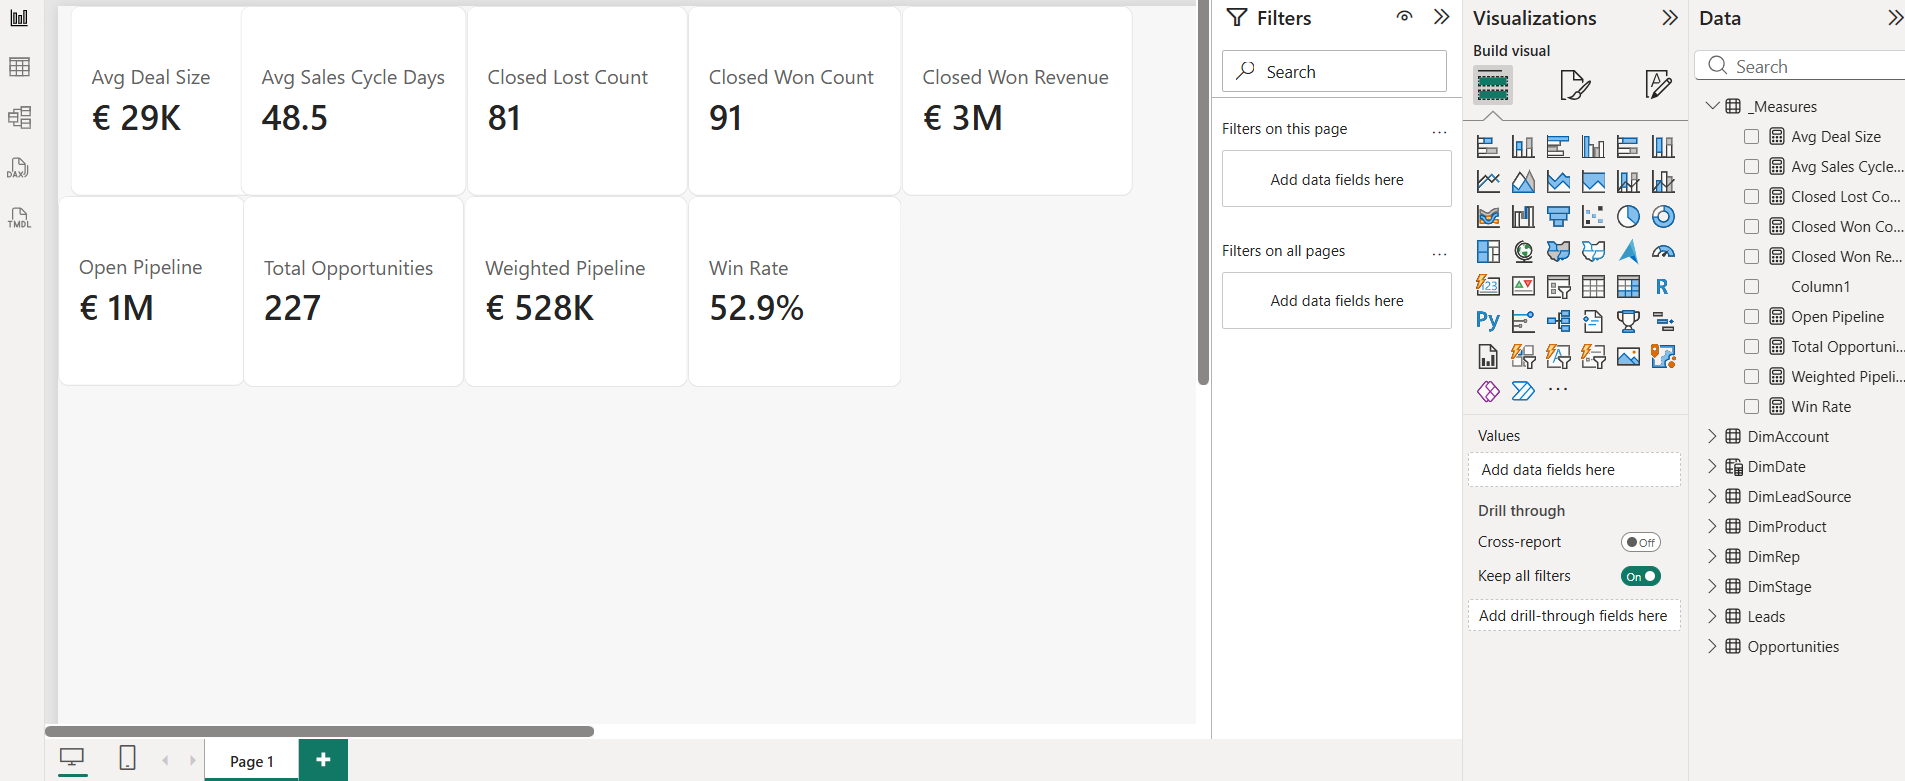 Avg Deal Size
€ 29K
Avg Sales Cycle Days
48.5
Closed Lost Count
81
Closed Won Count
91
Closed Won Revenue
€ 3M
Open Pipeline
€ 1M
Total Opportunities
227
Weighted Pipeline
€ 528K
Win Rate
52.9%
DAX
TMDL
Page 1
+
Filters
Search
Filters on this page
...
Add data fields here
Filters on all pages
...
Add data fields here
Visualizations
Build visual
123
R
Py
...
Values
Add data fields here
Drill through
Cross-report
Off
Keep all filters
On
Add drill-through fields here
Data
Search
_Measures
Avg Deal Size
Avg Sales Cycle...
Closed Lost Co...
Closed Won Co...
Closed Won Re...
Column1
Open Pipeline
Total Opportuni...
Weighted Pipeli...
Win Rate
DimAccount
DimDate
DimLeadSource
DimProduct
DimRep
DimStage
Leads
Opportunities